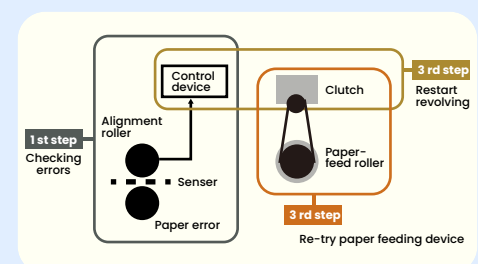 Control
device
Alignment
roller
1 st step
Checking
errors
Senser
Paper error
Clutch
Paper-
feed roller
3 rd step
Restart
revolving
3 rd step
Re-try paper feeding device